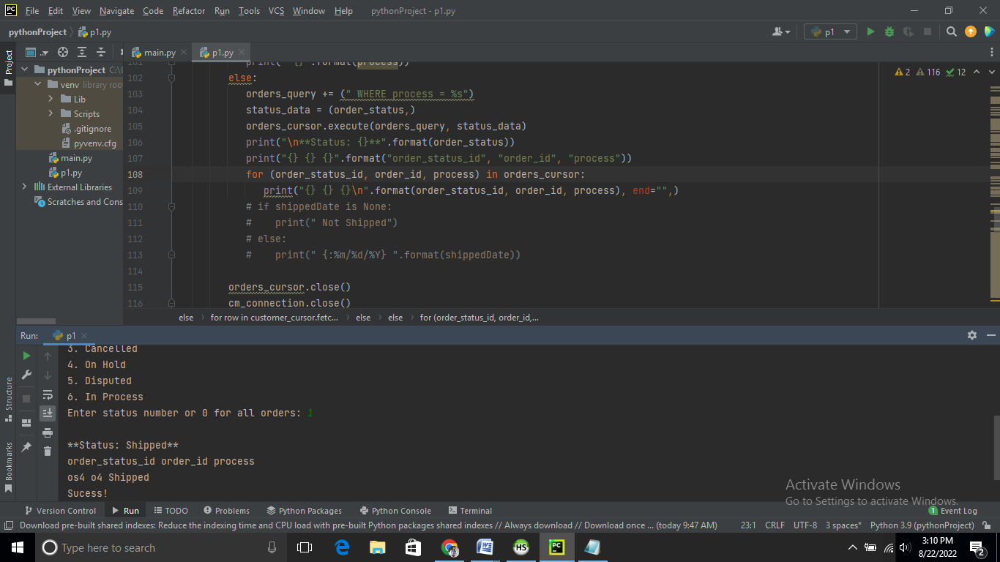 PC File Edit View Navigate Code Refactor Run Tools VCS Window Help pythonProject - p1.py
pythonProject p1.py p1
Project main.py p1.py
pythonProject C:\
venv library roo
Lib
Scripts
.gitignore
pyvenv.cfg
main.py
p1.py
External Libraries
Scratches and Cons
2 116 12
101 print(" {}".format(process))
102 else:
103 orders_query += (" WHERE process = %s")
104 status_data = (order_status,)
105 orders_cursor.execute(orders_query, status_data)
106 print("\n**Status: {}**".format(order_status))
107 print("{} {} {}".format("order_status_id", "order_id", "process"))
108 for (order_status_id, order_id, process) in orders_cursor:
109 print("{} {} {}\n".format(order_status_id, order_id, process), end="",)
110 # if shippedDate is None:
111 #    print(" Not Shipped")
112 # else:
113 #    print(" {:%m/%d/%Y} ".format(shippedDate))
114
115 orders_cursor.close()
116 cm_connection.close()
else for row in customer_cursor.fetc... else else for (order_status_id, order_id,...
Run: p1
3. Cancelled
4. On Hold
5. Disputed
6. In Process
Enter status number or 0 for all orders: 1
**Status: Shipped**
order_status_id order_id process
os4 o4 Shipped
Sucess!
Structure
Bookmarks
Activate Windows
Go to Settings to activate Windows.
Version Control Run TODO Problems Python Packages Python Console Terminal 1 Event Log
Download pre-built shared indexes: Reduce the indexing time and CPU load with pre-built Python packages shared indexes // Always download // Download once ... (today 9:47 AM) 23:1 CRLF UTF-8 3 spaces* Python 3.9 (pythonProject)
Type here to search HS PC 3:10 PM
8/22/2022 2